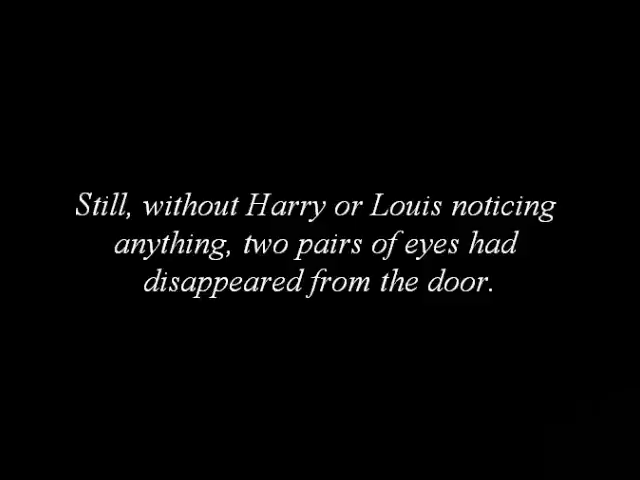 Still, without Harry or Louis noticing
anything, two pairs of eyes had
disappeared from the door.